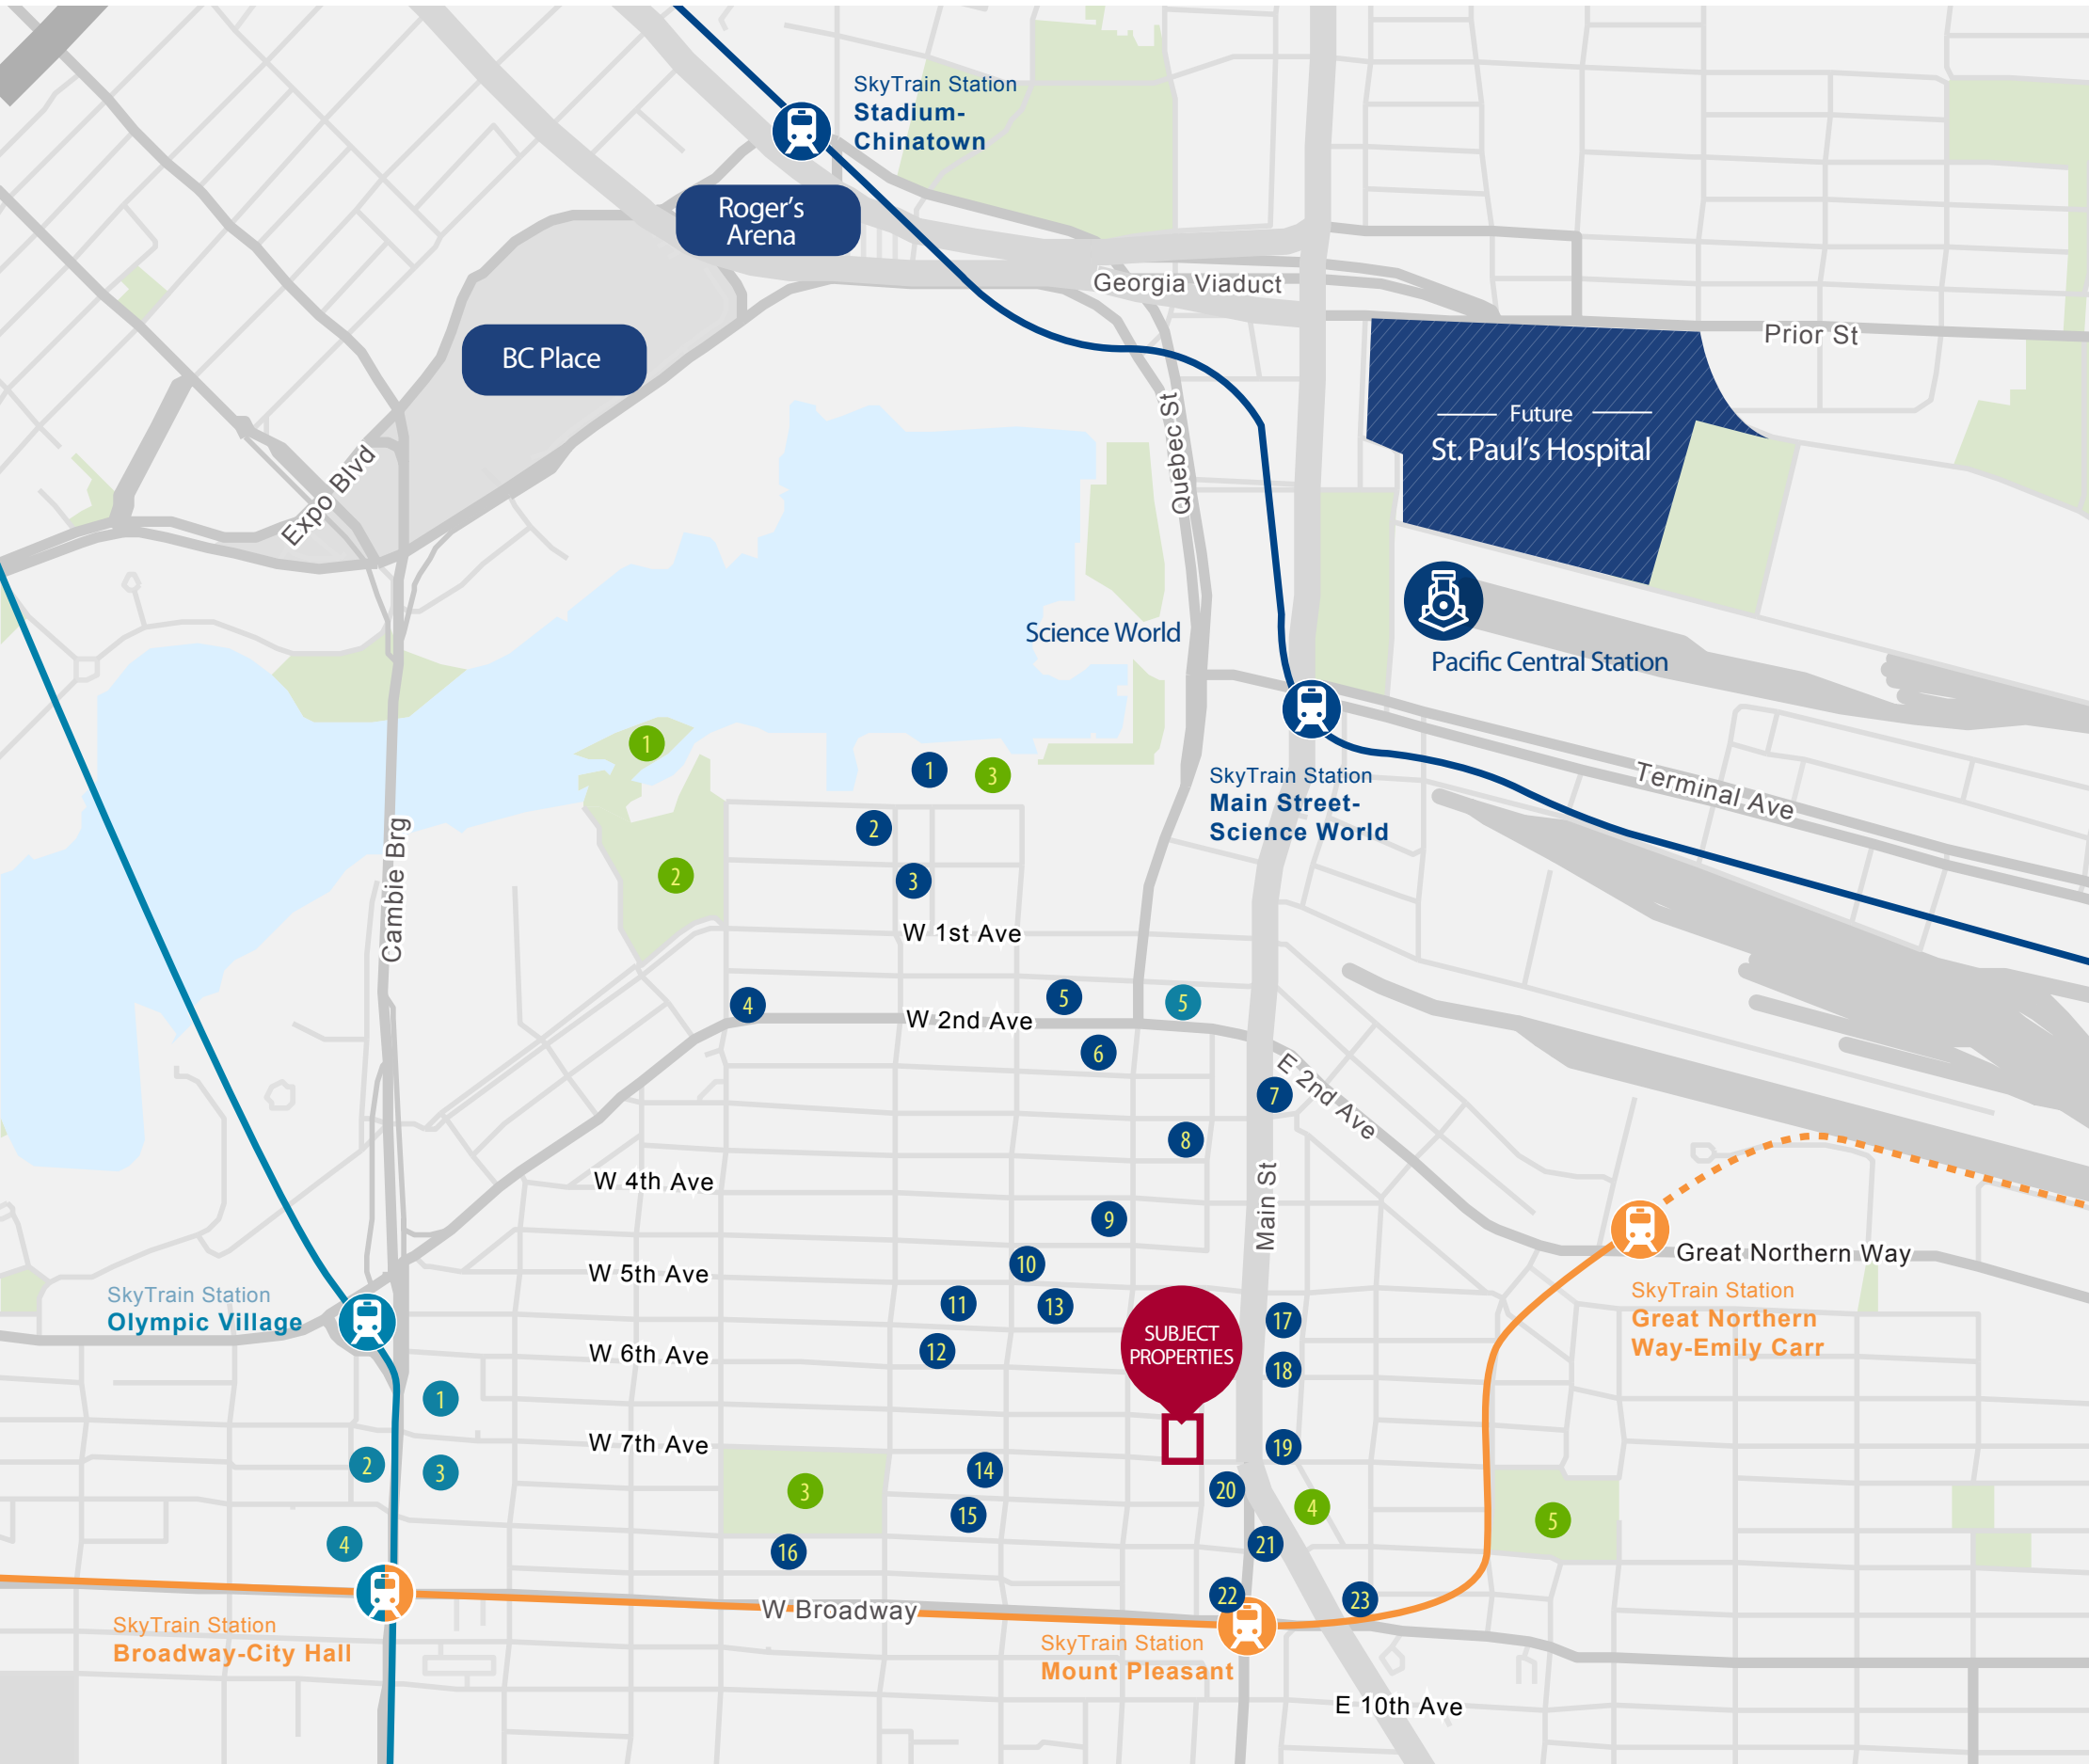 SkyTrain Station
Stadium-
Chinatown
Roger's
Arena
Georgia Viaduct
Prior St
BC Place
Quebec St
Future
St. Paul's Hospital
Expo Blvd
Science World
Pacific Central Station
1
1
3
SkyTrain Station
Main Street-
Science World
Terminal Ave
2
Cambie Brg
2
3
W 1st Ave
4
5
5
W 2nd Ave
6
E 2nd Ave
7
8
W 4th Ave
Main St
9
Great Northern Way
10
W 5th Ave
SkyTrain Station
Olympic Village
11
13
SkyTrain Station
Great Northern
Way-Emily Carr
17
SUBJECT
PROPERTIES
12
W 6th Ave
18
1
W 7th Ave
19
2
3
14
3
20
4
15
5
4
16
21
22
23
W Broadway
SkyTrain Station
Broadway-City Hall
SkyTrain Station
Mount Pleasant
E 10th Ave